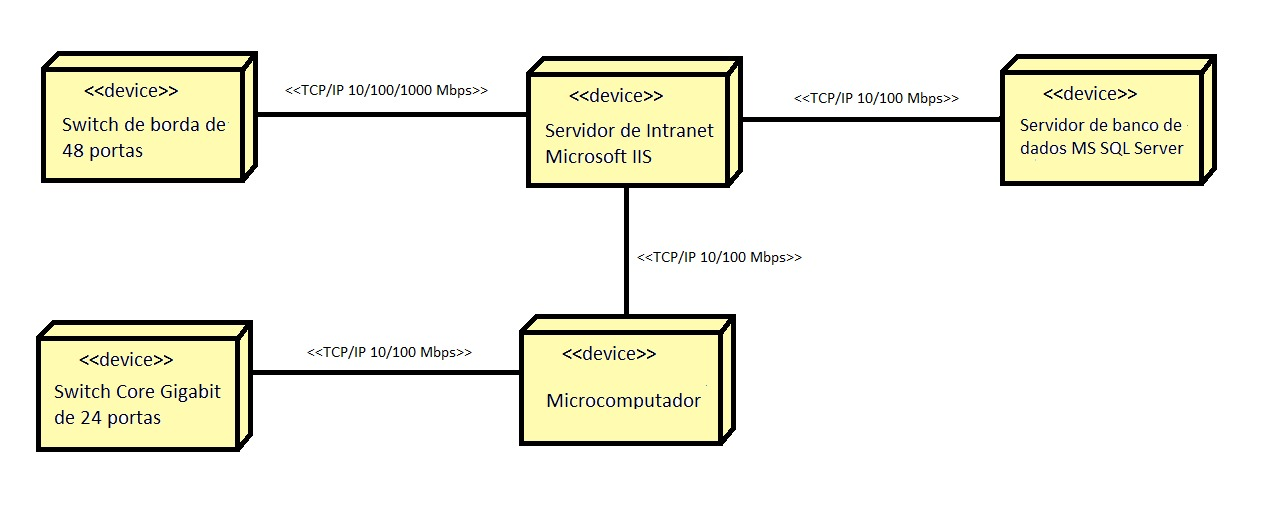 <<device>>
Switch de borda de
48 portas
<<TCP/IP 10/100/1000 Mbps>>
<<device>>
Servidor de Intranet
Microsoft IIS
<<TCP/IP 10/100 Mbps>>
<<device>>
Servidor de banco de
dados MS SQL Server
<<TCP/IP 10/100 Mbps>>
<<device>>
Switch Core Gigabit
de 24 portas
<<TCP/IP 10/100 Mbps>>
<<device>>
Microcomputador